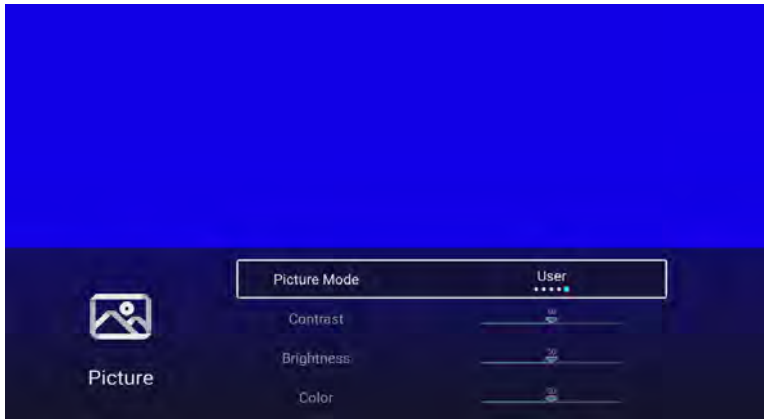 Picture Mode User
Contrast
Brightness
Picture
Color